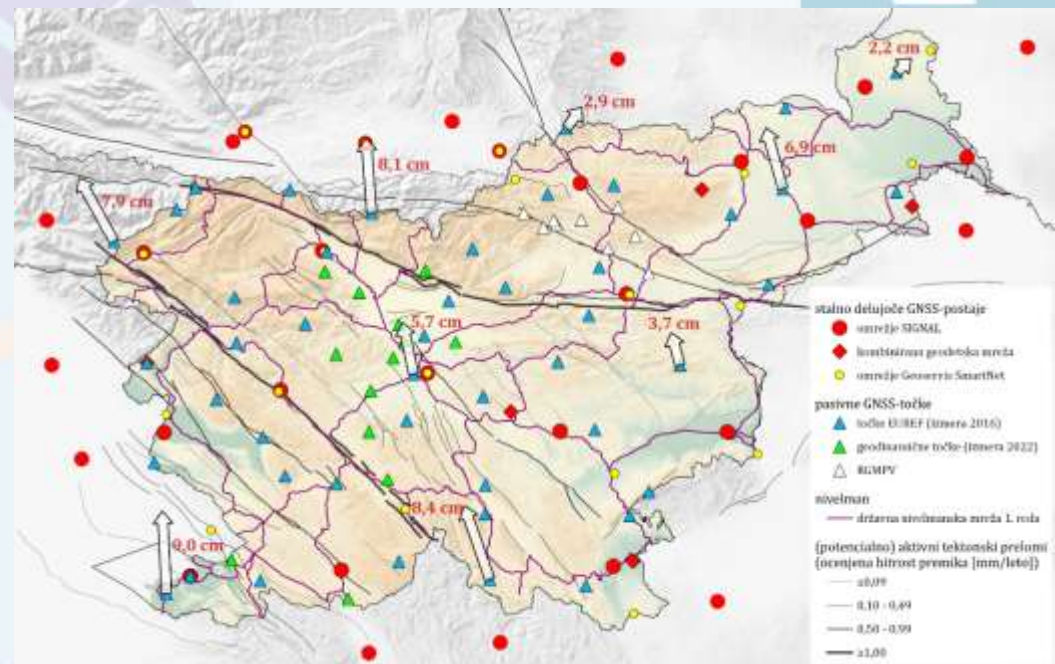 2,2 cm
2,9 cm
6,9 cm
8,1 cm
7,9 cm
5,7 cm
3,7 cm
8,4 cm
9,0 cm
stalno delujoče GNSS-postaje
omrežje SIGNAL
kombinirana geodetska mreža
omrežje Geoservis SmartNet
pasivne GNSS-točke
točke EUREF (izmera 2016)
geodinamične točke (izmera 2022)
RGMPV
nivelman
državna nivelmanska mreža 1. reda
(potencialno) aktivni tektonski prelomi
(ocenjena hitrost premika [mm/leto])
≤0,09
0,10 - 0,49
0,50 - 0,99
≥1,00